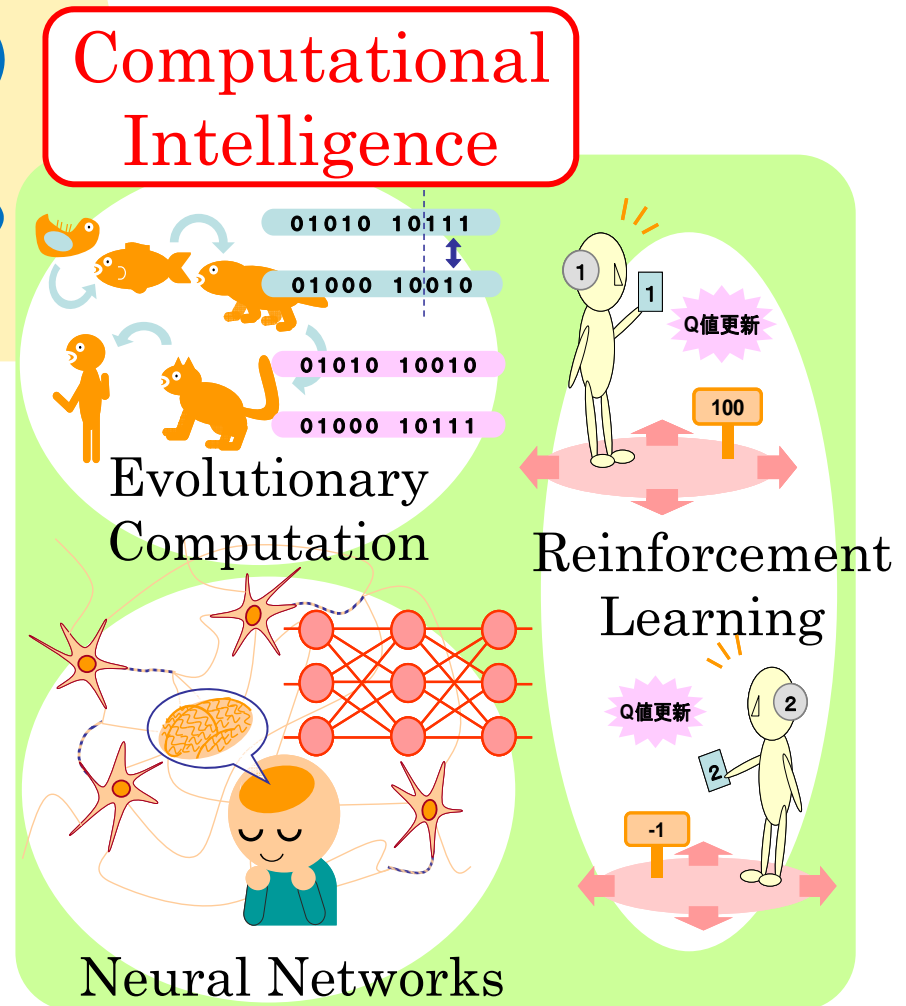 Computational
Intelligence
01010 10111
01000 10010
01010 10010
01000 10111
Evolutionary
Computation
1
1
Q値更新
100
Reinforcement
Learning
Q値更新
2
2
-1
Neural Networks